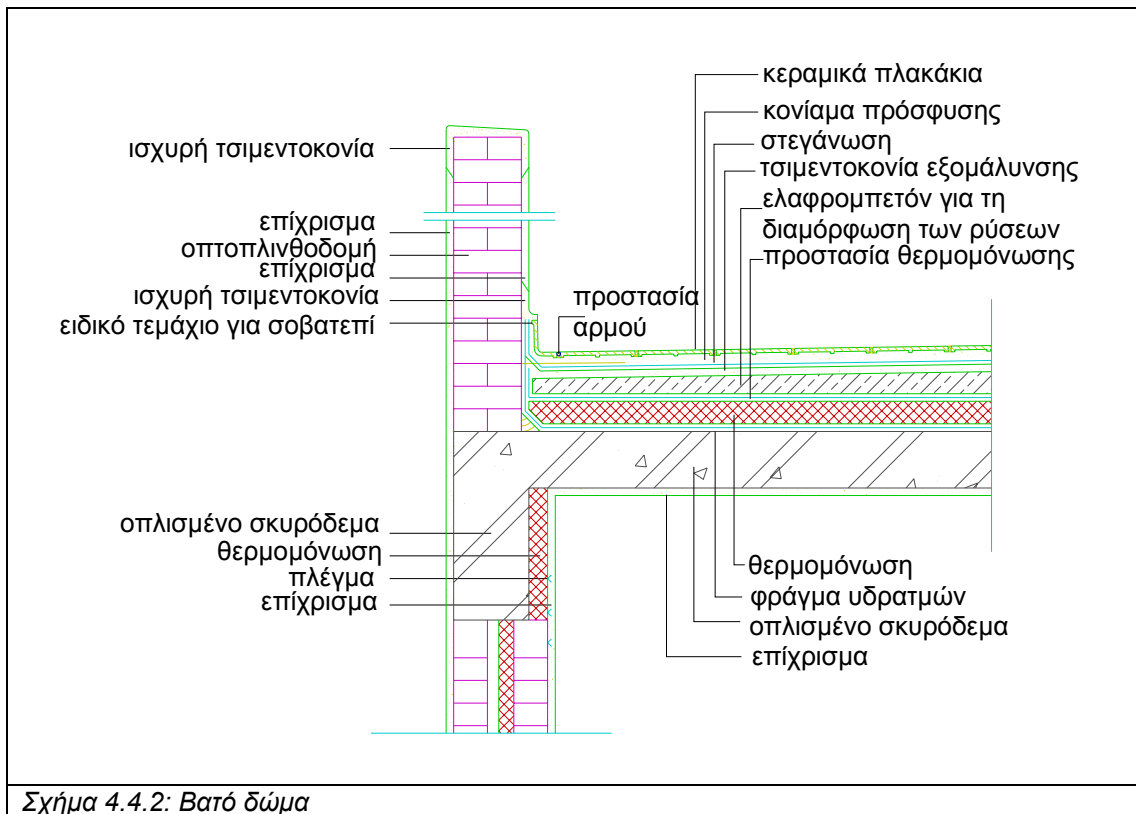 κεραμικά πλακάκια
κονίαμα πρόσφυσης
στεγάνωση
τσιμεντοκονία εξομάλυνσης
ελαφρομπετόν για τη
διαμόρφωση των ρύσεων
προστασία θερμομόνωσης
ισχυρή τσιμεντοκονία
επίχρισμα
οπτοπλινθοδομή
επίχρισμα
ισχυρή τσιμεντοκονία
ειδικό τεμάχιο για σοβατεπί
προστασία
αρμού
οπλισμένο σκυρόδεμα
θερμομόνωση
πλέγμα
επίχρισμα
θερμομόνωση
φράγμα υδρατμών
οπλισμένο σκυρόδεμα
επίχρισμα
Σχήμα 4.4.2: Βατό δώμα